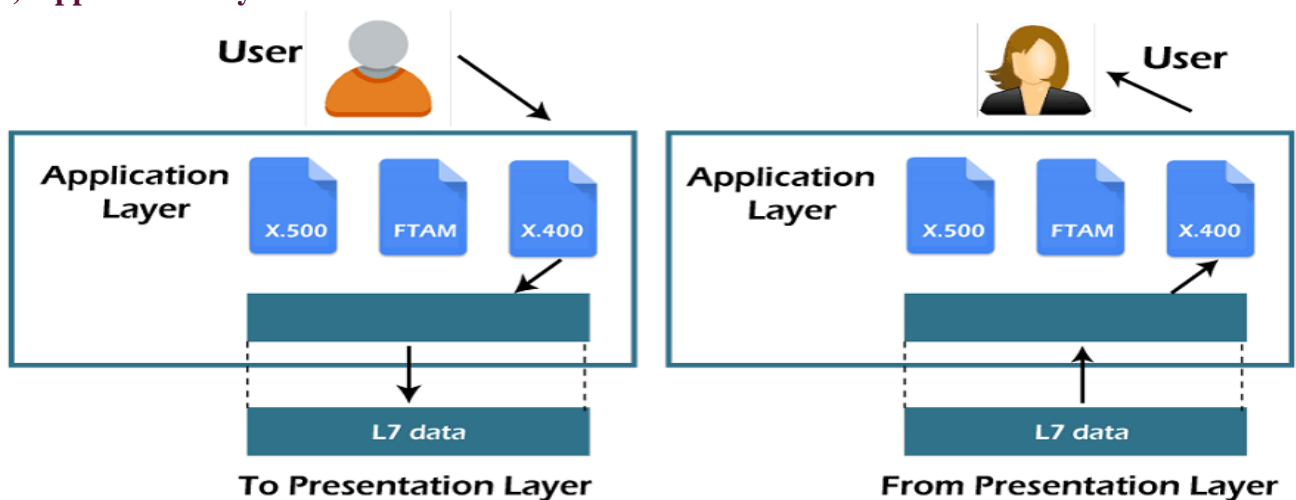 User
Application
Layer
X.500
FTAM
X.400
L7 data
To Presentation Layer
User
Application
Layer
X.500
FTAM
X.400
L7 data
From Presentation Layer